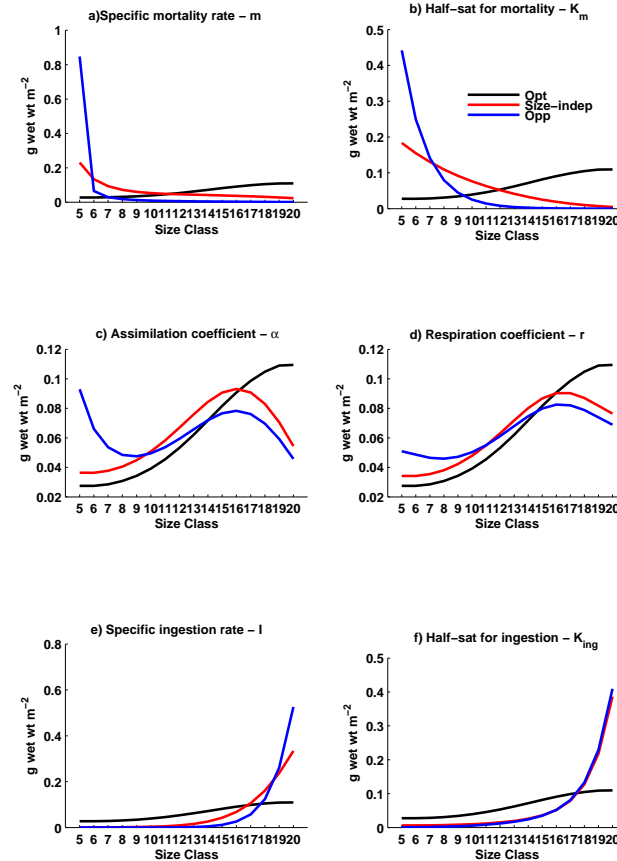 a)Specific mortality rate – m
1
0.8
0.6
0.4
0.2
0
g wet wt m⁻²
5 6 7 8 9 1011121314151617181920
Size Class
b) Half−sat for mortality – Kₘ
0.5
0.4
0.3
0.2
0.1
0
g wet wt m⁻²
Opt
Size−indep
Opp
5 6 7 8 9 1011121314151617181920
Size Class
c) Assimilation coefficient – α
0.12
0.1
0.08
0.06
0.04
0.02
g wet wt m⁻²
5 6 7 8 9 1011121314151617181920
Size Class
d) Respiration coefficient – r
0.12
0.1
0.08
0.06
0.04
0.02
g wet wt m⁻²
5 6 7 8 9 1011121314151617181920
Size Class
e) Specific ingestion rate – I
0.8
0.6
0.4
0.2
0
g wet wt m⁻²
5 6 7 8 9 1011121314151617181920
Size Class
f) Half−sat for ingestion – K_ing
0.5
0.4
0.3
0.2
0.1
0
g wet wt m⁻²
5 6 7 8 9 1011121314151617181920
Size Class